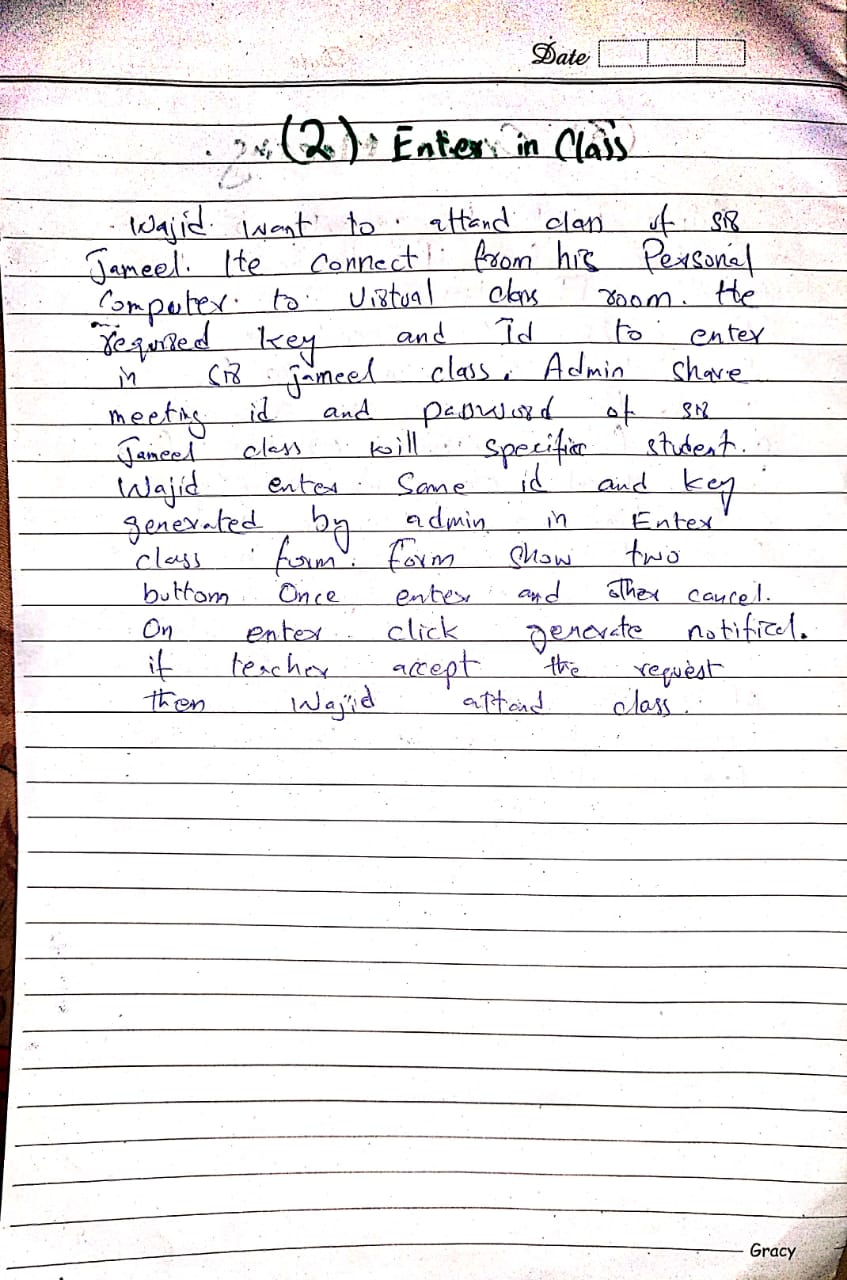 Date
(2). Enter in Class
Wajid want to attand class of sir
Jameel. He connect from his Personal
Computer to Virtual class room. He
required key and Id to enter
in sir jameel class. Admin share
meeting id and password of sir
Jameel class will specific student.
Wajid enter Same id and key
generated by admin in Enter
class form. form show two
buttom Once enter and other cancel.
On enter click generate notificel.
if teacher accept the request
then Wajid attand class.
Gracy